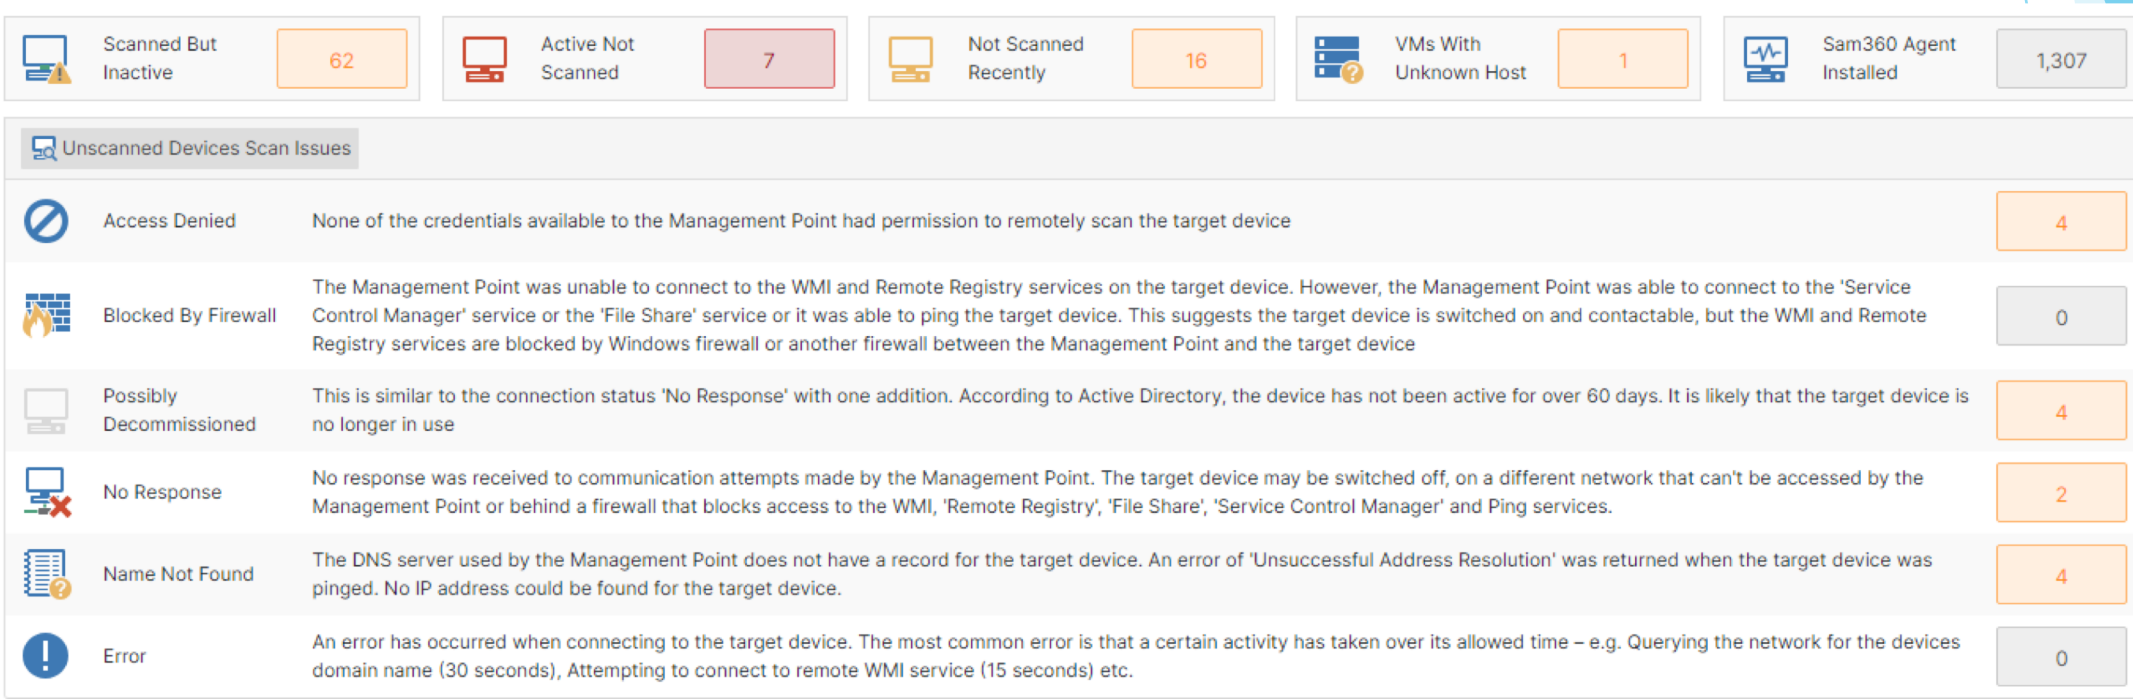 Scanned But
Inactive
62
Active Not
Scanned
7
Not Scanned
Recently
16
VMs With
Unknown Host
1
Sam360 Agent
Installed
1,307
Unscanned Devices Scan Issues
Access Denied
None of the credentials available to the Management Point had permission to remotely scan the target device
4
Blocked By Firewall
The Management Point was unable to connect to the WMI and Remote Registry services on the target device. However, the Management Point was able to connect to the 'Service
Control Manager' service or the 'File Share' service or it was able to ping the target device. This suggests the target device is switched on and contactable, but the WMI and Remote
Registry services are blocked by Windows firewall or another firewall between the Management Point and the target device
0
Possibly
Decommissioned
This is similar to the connection status 'No Response' with one addition. According to Active Directory, the device has not been active for over 60 days. It is likely that the target device is
no longer in use
4
No Response
No response was received to communication attempts made by the Management Point. The target device may be switched off, on a different network that can't be accessed by the
Management Point or behind a firewall that blocks access to the WMI, 'Remote Registry', 'File Share', 'Service Control Manager' and Ping services.
2
Name Not Found
The DNS server used by the Management Point does not have a record for the target device. An error of 'Unsuccessful Address Resolution' was returned when the target device was
pinged. No IP address could be found for the target device.
4
Error
An error has occurred when connecting to the target device. The most common error is that a certain activity has taken over its allowed time – e.g. Querying the network for the devices
domain name (30 seconds), Attempting to connect to remote WMI service (15 seconds) etc.
0